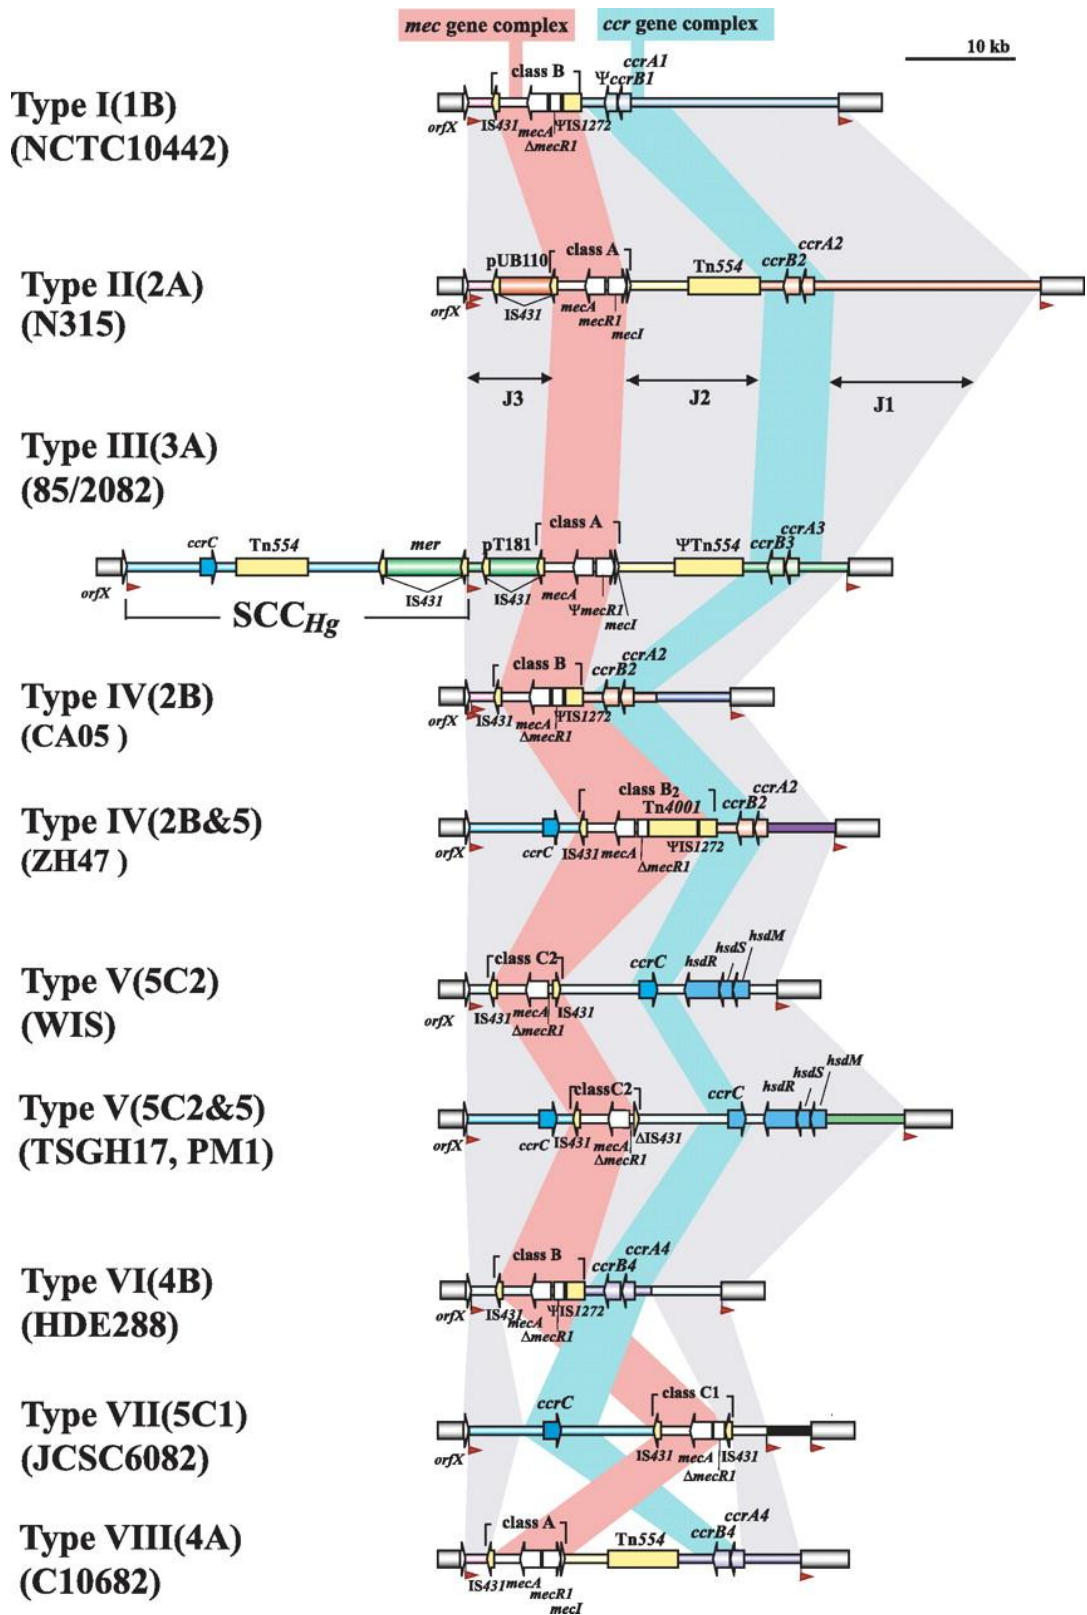 mec gene complex
ccr gene complex
10 kb
Type I(1B)
(NCTC10442)
class B
ΨccrB1
ccrA1
orfX
IS431
mecA
ΔmecR1
ΨIS1272
Type II(2A)
(N315)
pUB110
class A
Tn554
ccrB2
ccrA2
orfX
IS431
mecA
mecR1
mecI
J3
J2
J1
Type III(3A)
(85/2082)
ccrC
Tn554
mer
pT181
class A
ΨTn554
ccrB3
ccrA3
orfX
IS431
IS431
mecA
ΨmecR1
mecI
SCCHg
Type IV(2B)
(CA05 )
class B
ccrB2
ccrA2
orfX
IS431
mecA
ΔmecR1
ΨIS1272
Type IV(2B&5)
(ZH47 )
class B2
Tn4001
ccrB2
ccrA2
orfX
ccrC
IS431
mecA
ΔmecR1
ΨIS1272
Type V(5C2)
(WIS)
class C2
ccrC
hsdR
hsdS
hsdM
orfX
IS431
mecA
ΔmecR1
IS431
Type V(5C2&5)
(TSGH17, PM1)
classC2
ccrC
hsdR
hsdS
hsdM
orfX
ccrC
IS431
mecA
ΔmecR1
ΔIS431
Type VI(4B)
(HDE288)
class B
ccrB4
ccrA4
orfX
IS431
mecA
ΔmecR1
ΨIS1272
Type VII(5C1)
(JCSC6082)
ccrC
class C1
orfX
IS431
mecA
ΔmecR1
IS431
Type VIII(4A)
(C10682)
class A
Tn554
ccrB4
ccrA4
orfX
IS431
mecA
mecR1
mecI